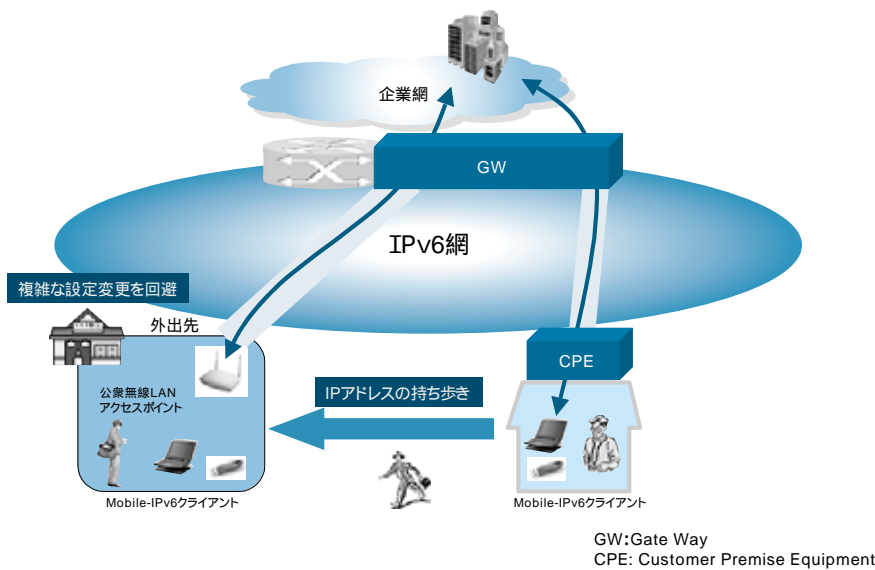 企業網
GW
IPv6網
複雑な設定変更を回避
外出先
CPE
公衆無線LAN
アクセスポイント
IPアドレスの持ち歩き
Mobile-IPv6クライアント
Mobile-IPv6クライアント
GW:Gate Way
CPE: Customer Premise Equipment